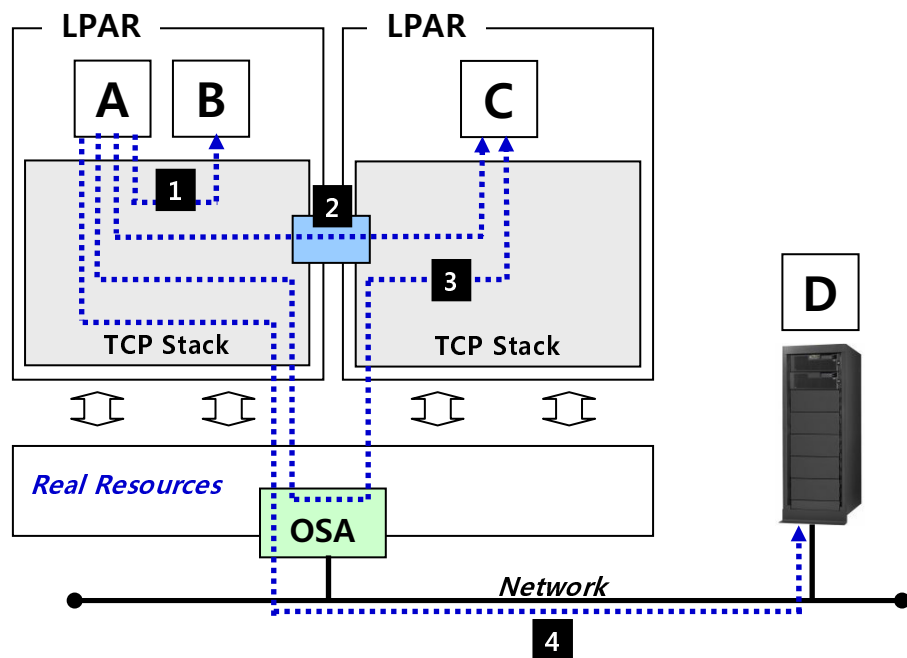 LPAR
LPAR
A
B
C
1
2
3
D
TCP Stack
TCP Stack
Real Resources
OSA
Network
4